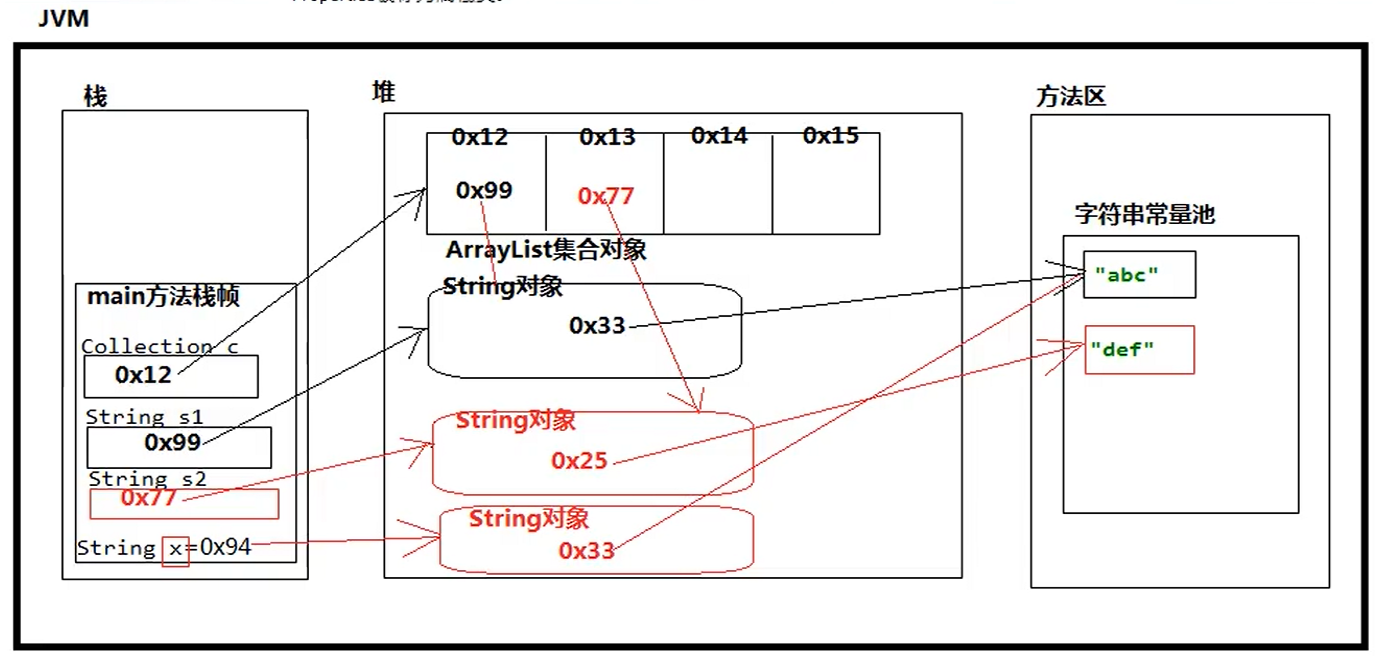 JVM
栈
堆
方法区
0x12 0x13 0x14 0x15
0x99 0x77
字符串常量池
ArrayList集合对象
"abc"
String对象
main方法栈帧
0x33
Collection c
"def"
0x12
String s1
String对象
0x99
0x25
String s2
0x77
String对象
String x=0x94
0x33